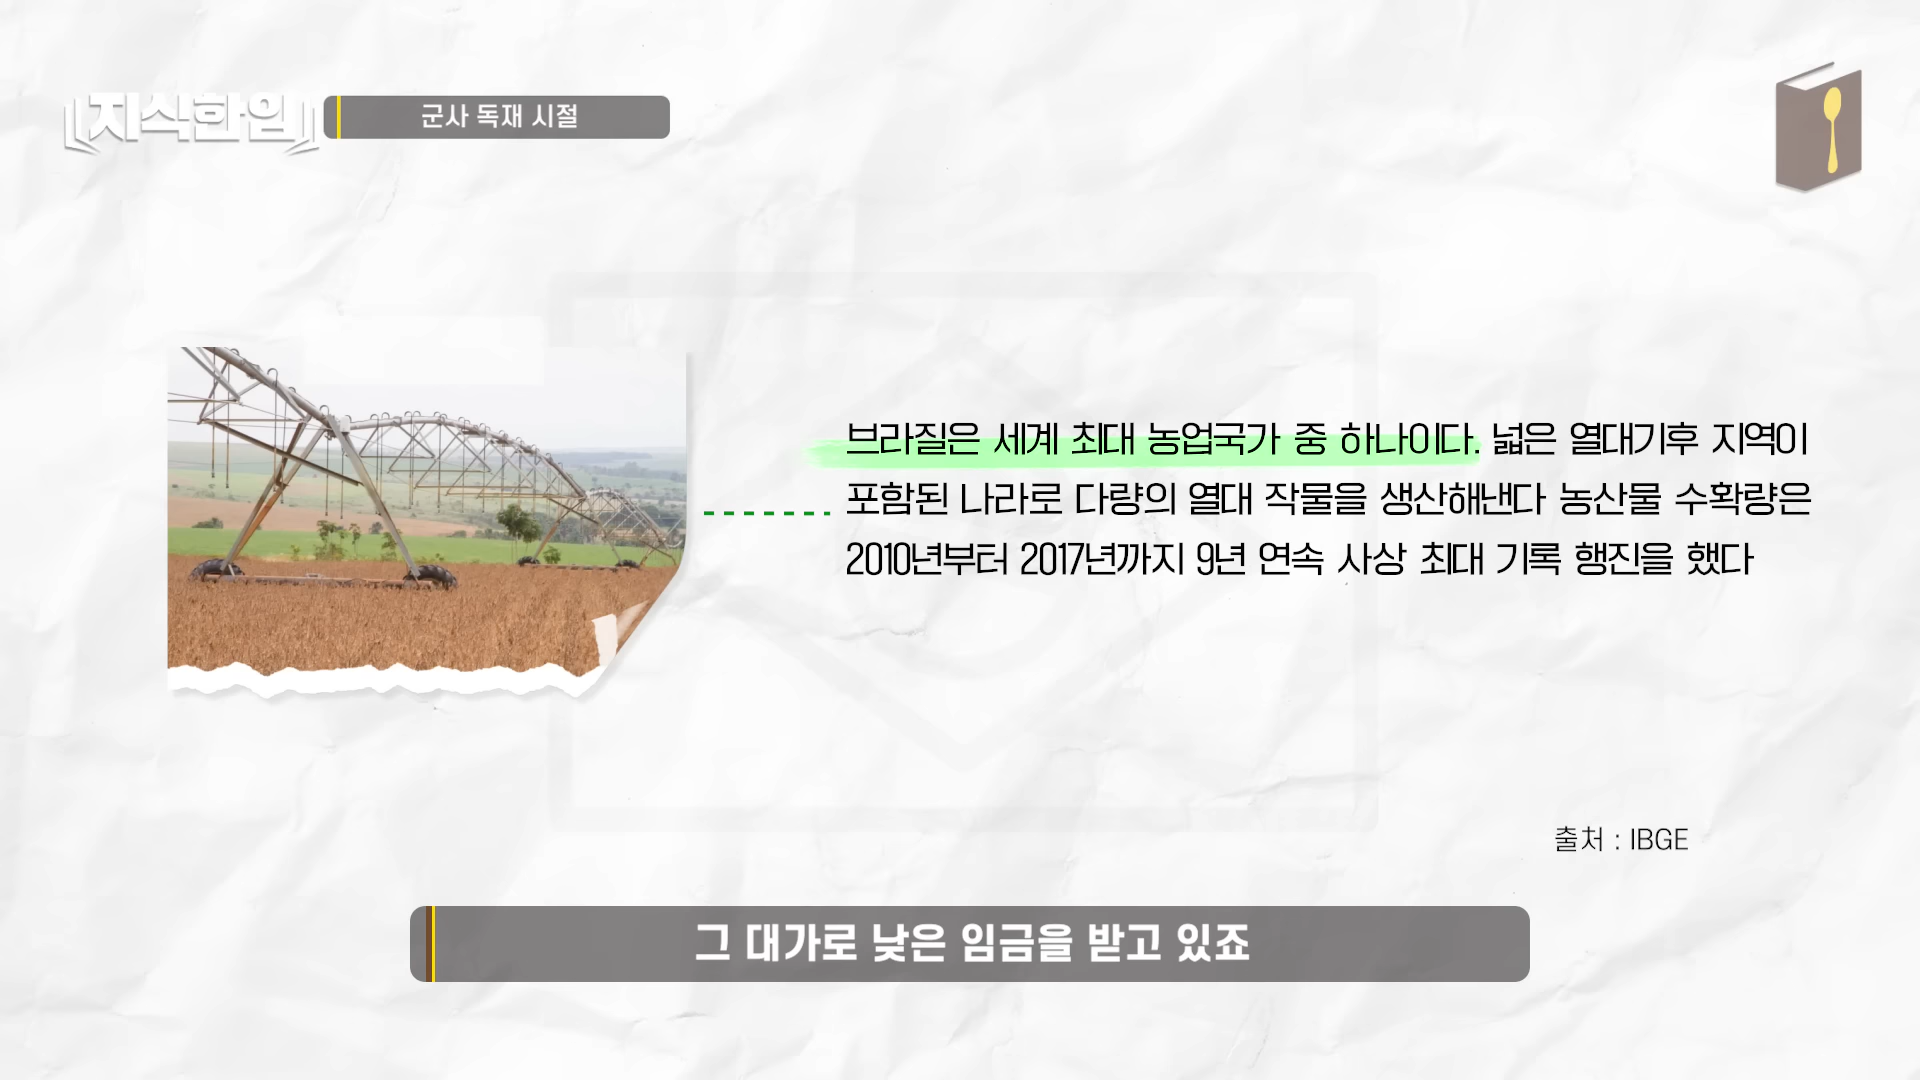 지식한입
군사 독재 시절
브라질은 세계 최대 농업국가 중 하나이다. 넓은 열대기후 지역이
포함된 나라로 다량의 열대 작물을 생산해낸다 농산물 수확량은
2010년부터 2017년까지 9년 연속 사상 최대 기록 행진을 했다
출처 : IBGE
그 대가로 낮은 임금을 받고 있죠